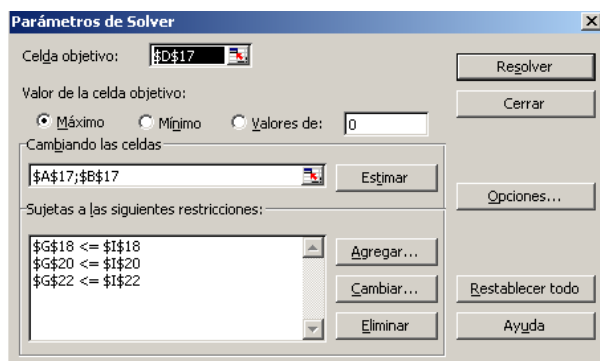 Parámetros de Solver
Celda objetivo: $D$17
Resolver
Valor de la celda objetivo:
Cerrar
Máximo Mínimo Valores de: 0
Cambiando las celdas
$A$17;$B$17 Estimar
Opciones...
Sujetas a las siguientes restricciones:
$G$18 <= $I$18
$G$20 <= $I$20
$G$22 <= $I$22
Agregar...
Cambiar... Restablecer todo
Eliminar Ayuda